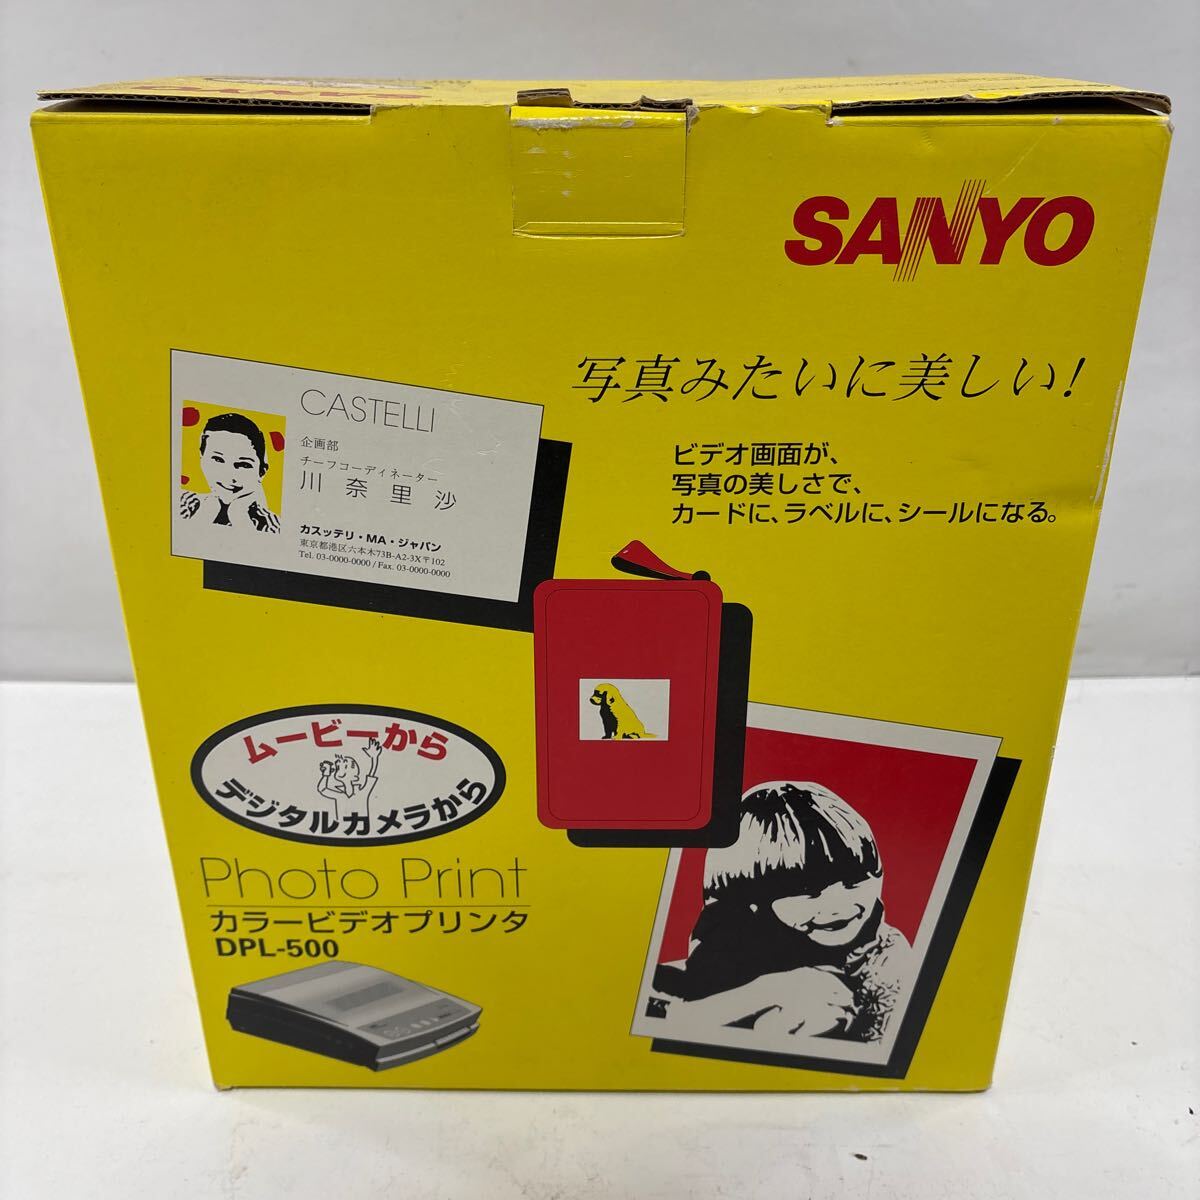 SANYO
SANYO
写真みたいに美しい!
ビデオ画面が、
写真の美しさで、
カードに、ラベルに、シールになる。
CASTELLI
企画部
チーフコーディネーター
川奈里沙
カスッテリ・MA・ジャパン
東京都港区六本木73B-A2-3X〒102
Tel. 03-0000-0000 / Fax. 03-0000-0000
ムービーから
デジタルカメラから
Photo Print
カラービデオプリンタ
DPL-500